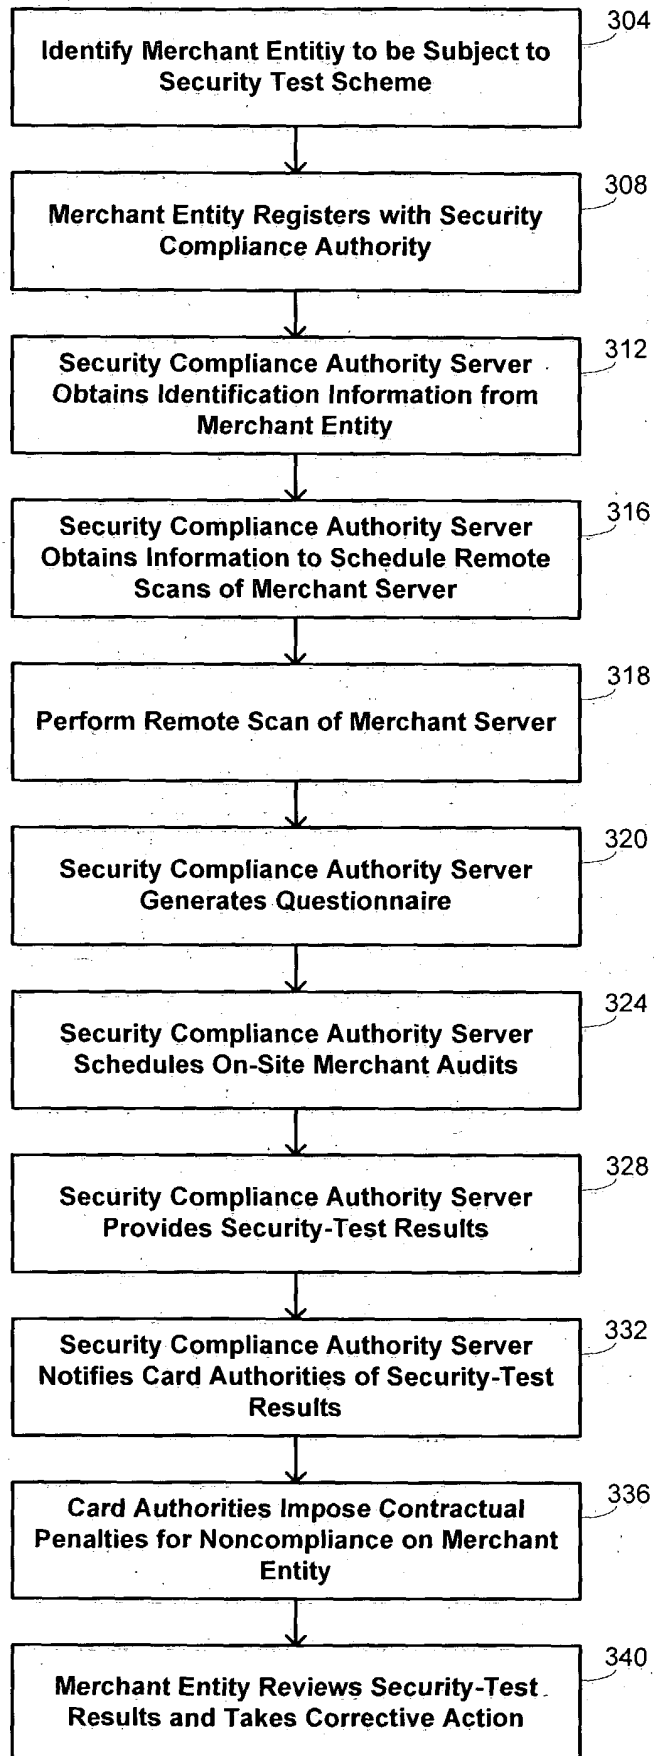 304
Identify Merchant Entitiy to be Subject to
Security Test Scheme
308
Merchant Entity Registers with Security
Compliance Authority
312
Security Compliance Authority Server
Obtains Identification Information from
Merchant Entity
316
Security Compliance Authority Server
Obtains Information to Schedule Remote
Scans of Merchant Server
318
Perform Remote Scan of Merchant Server
320
Security Compliance Authority Server
Generates Questionnaire
324
Security Compliance Authority Server
Schedules On-Site Merchant Audits
328
Security Compliance Authority Server
Provides Security-Test Results
332
Security Compliance Authority Server
Notifies Card Authorities of Security-Test
Results
336
Card Authorities Impose Contractual
Penalties for Noncompliance on Merchant
Entity
340
Merchant Entity Reviews Security-Test
Results and Takes Corrective Action